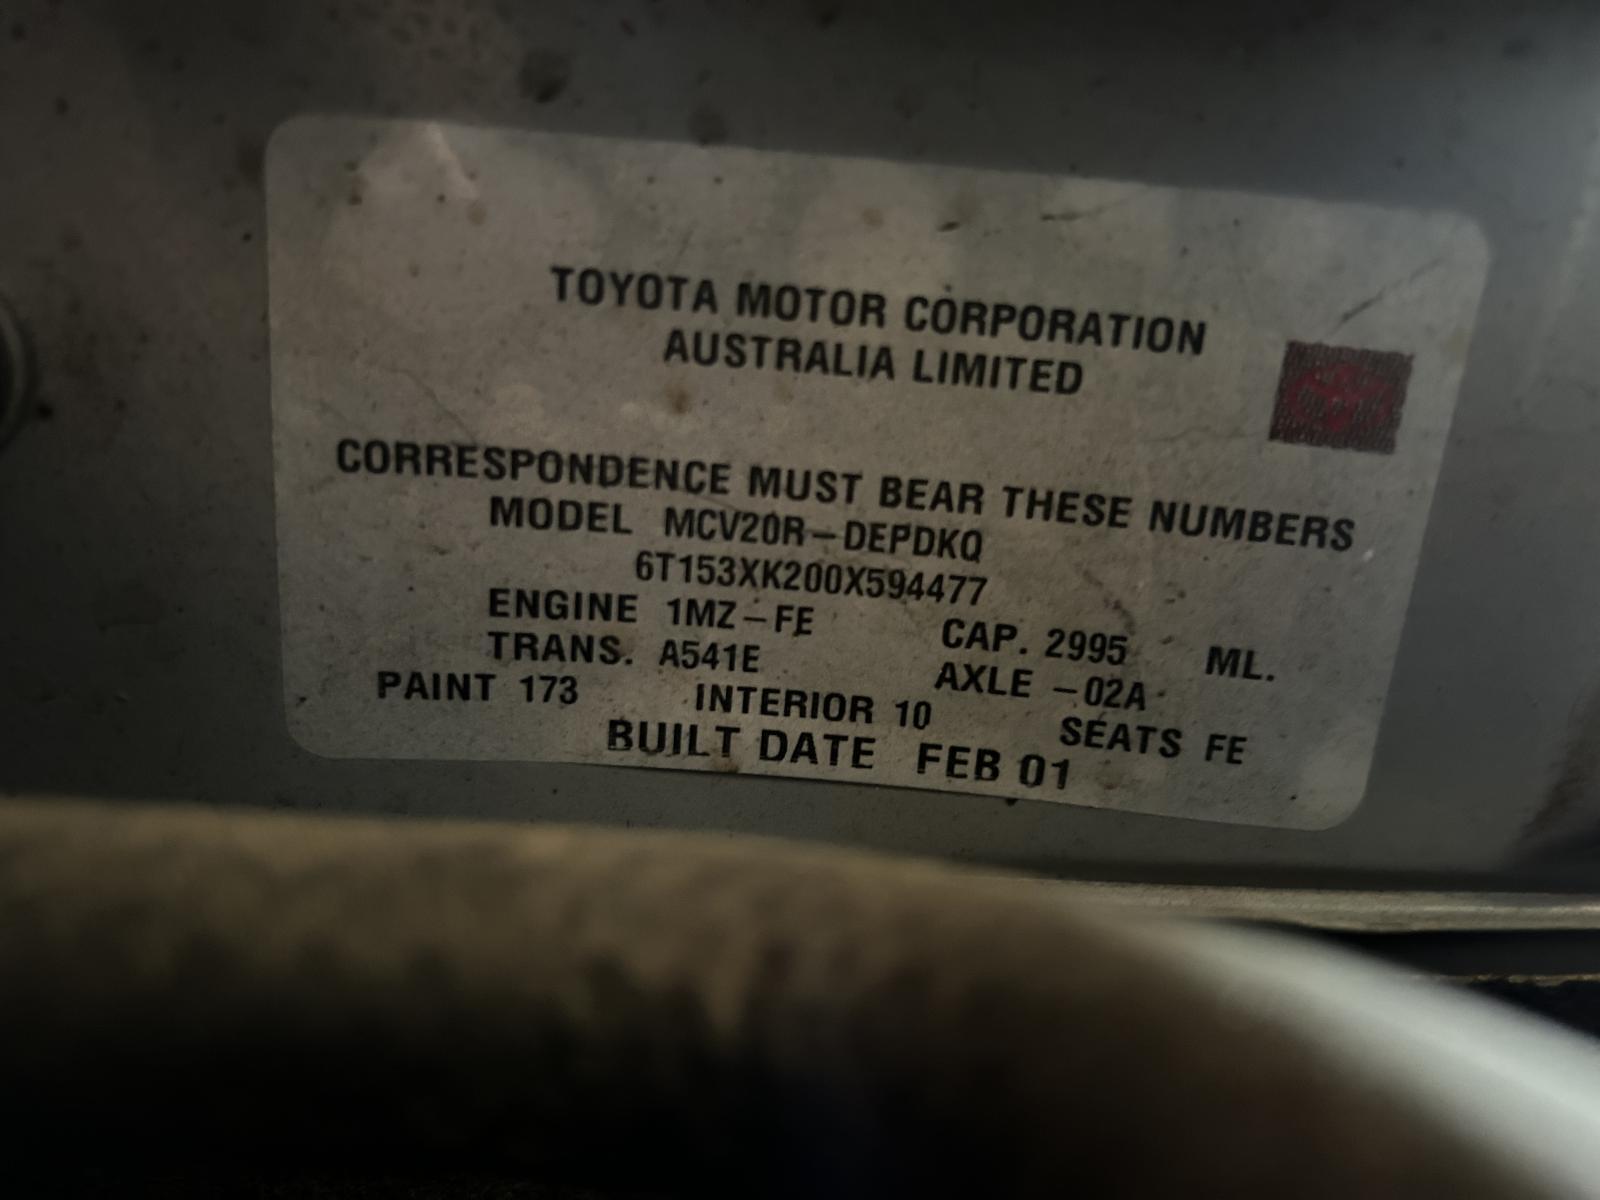 TOYOTA MOTOR CORPORATION
AUSTRALIA LIMITED
CORRESPONDENCE MUST BEAR THESE NUMBERS
MODEL MCV20R-DEPDKQ
6T153XK200X594477
ENGINE 1MZ-FE CAP. 2995 ML.
TRANS. A541E AXLE -02A
PAINT 173 INTERIOR 10 SEATS FE
BUILT DATE FEB 01